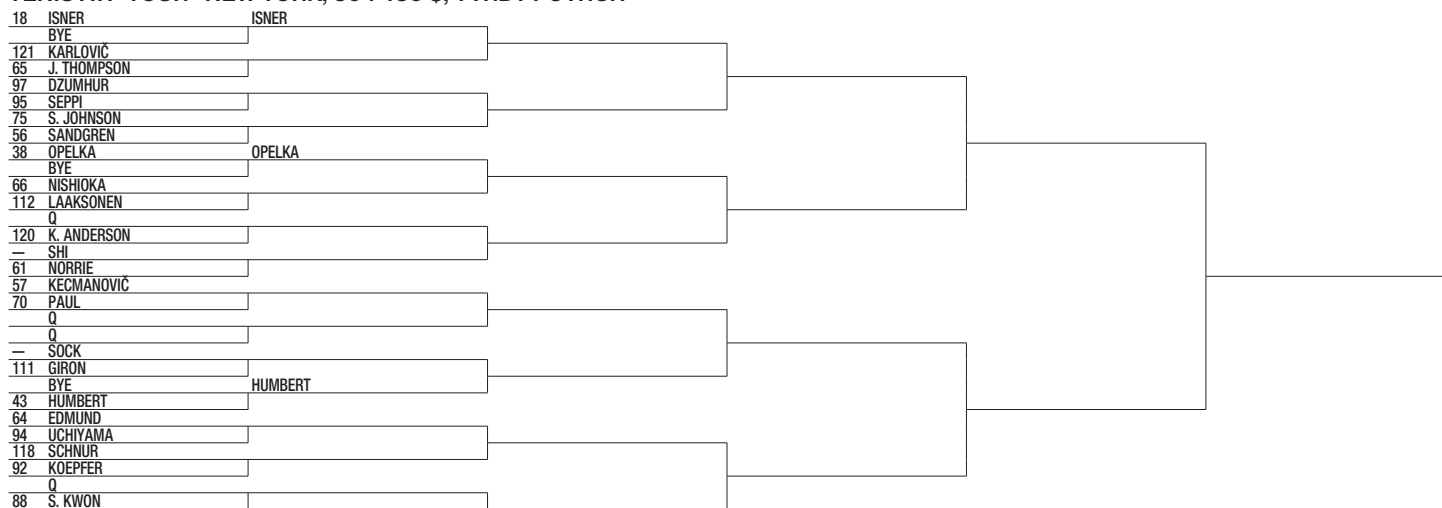 18 ISNER ISNER
BYE
121 KARLOVIČ
65 J. THOMPSON
97 DZUMHUR
95 SEPPI
75 S. JOHNSON
56 SANDGREN
38 OPELKA OPELKA
BYE
66 NISHIOKA
112 LAAKSONEN
Q
120 K. ANDERSON
— SHI
61 NORRIE
57 KECMANOVIČ
70 PAUL
Q
Q
— SOCK
111 GIRON
BYE HUMBERT
43 HUMBERT
64 EDMUND
94 UCHIYAMA
118 SCHNUR
92 KOEPFER
Q
88 S. KWON